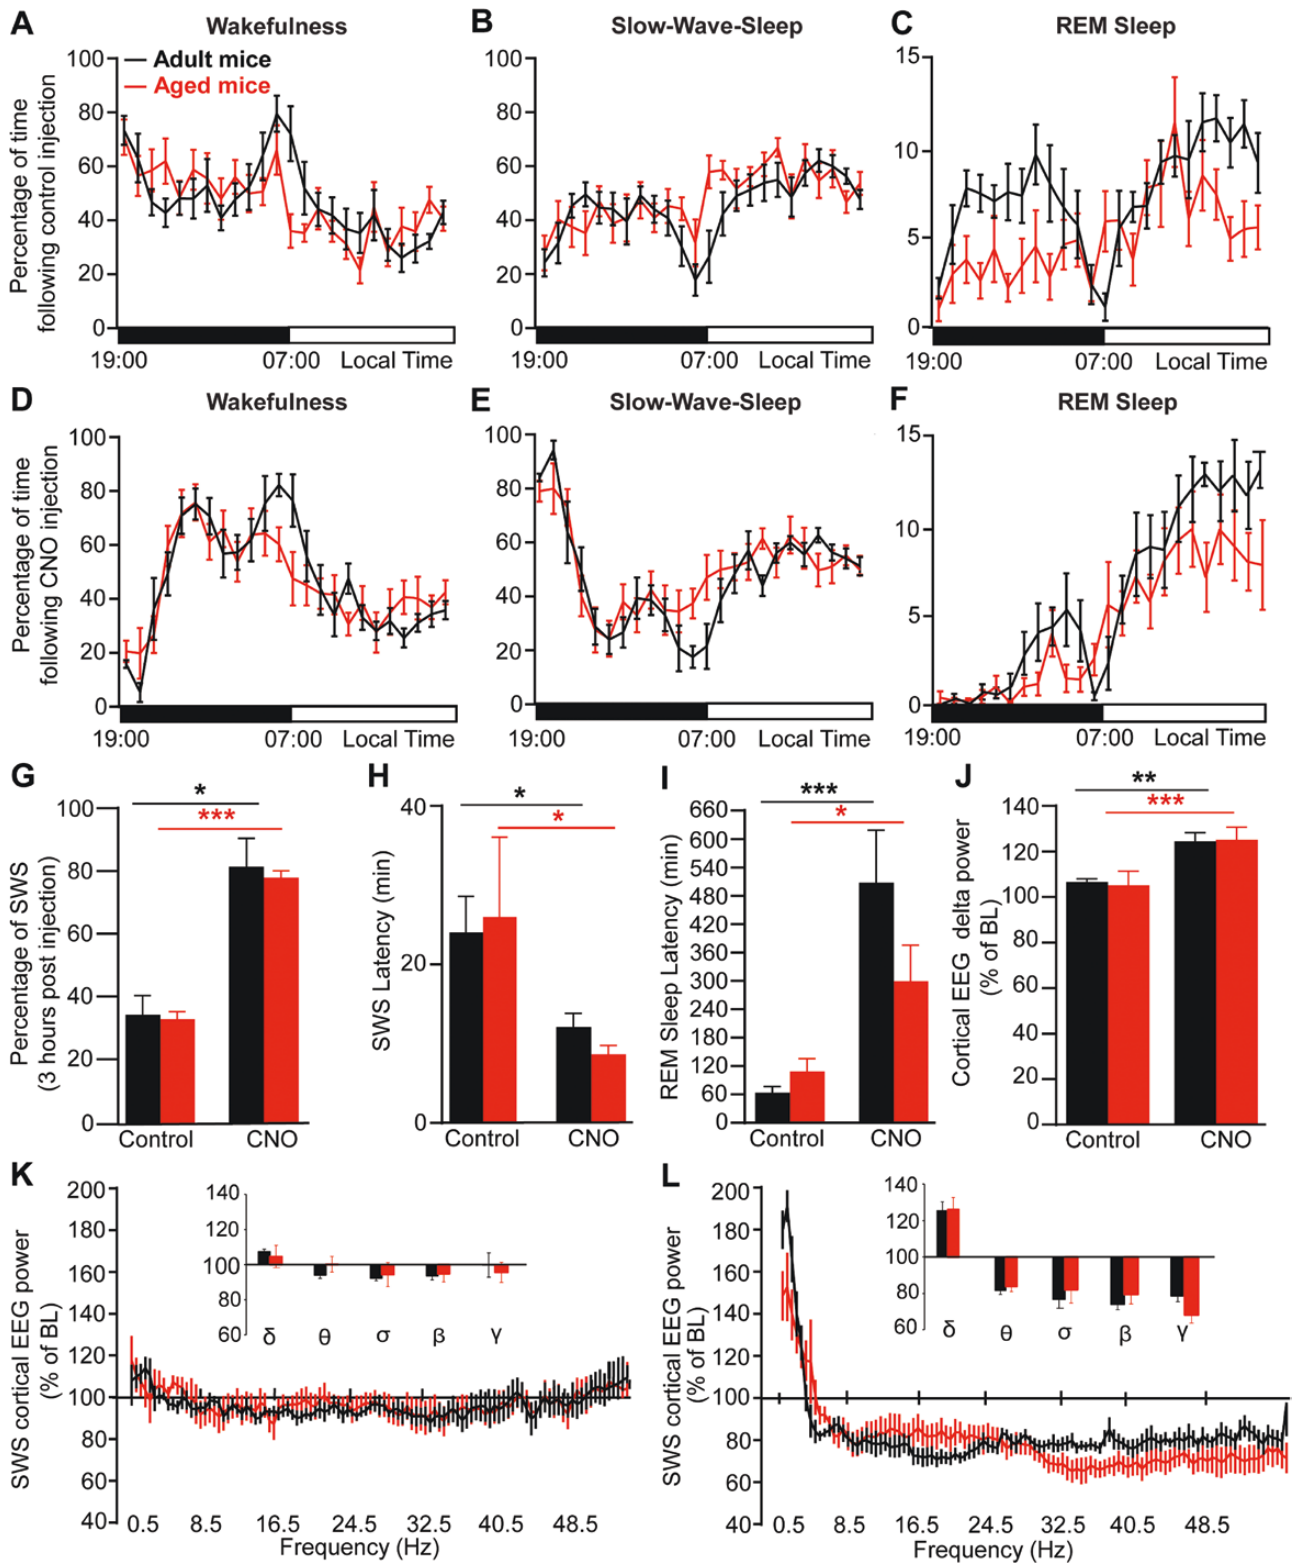 A Wakefulness
B Slow-Wave-Sleep
C REM Sleep
Adult mice
Aged mice
Percentage of time
following control injection
100
80
60
40
20
0
19:00 07:00 Local Time
100
80
60
40
20
0
19:00 07:00 Local Time
15
10
5
0
19:00 07:00 Local Time
D Wakefulness
E Slow-Wave-Sleep
F REM Sleep
Percentage of time
following CNO injection
100
80
60
40
20
0
19:00 07:00 Local Time
100
80
60
40
20
0
19:00 07:00 Local Time
15
10
5
0
19:00 07:00 Local Time
G
Percentage of SWS
(3 hours post injection)
100
80
60
40
20
0
*
***
Control CNO
H
SWS Latency (min)
40
20
0
*
*
Control CNO
I
REM Sleep Latency (min)
660
600
540
480
420
360
300
240
180
120
60
0
***
*
Control CNO
J
Cortical EEG delta power
(% of BL)
140
120
100
80
60
40
20
0
**
***
Control CNO
K
SWS cortical EEG power
(% of BL)
200
180
160
140
120
100
80
60
40
140
120
100
80
60
δ θ σ β γ
0.5 8.5 16.5 24.5 32.5 40.5 48.5
Frequency (Hz)
L
SWS cortical EEG power
(% of BL)
200
180
160
140
120
100
80
60
40
140
120
100
80
60
δ θ σ β γ
0.5 8.5 16.5 24.5 32.5 40.5 48.5
Frequency (Hz)